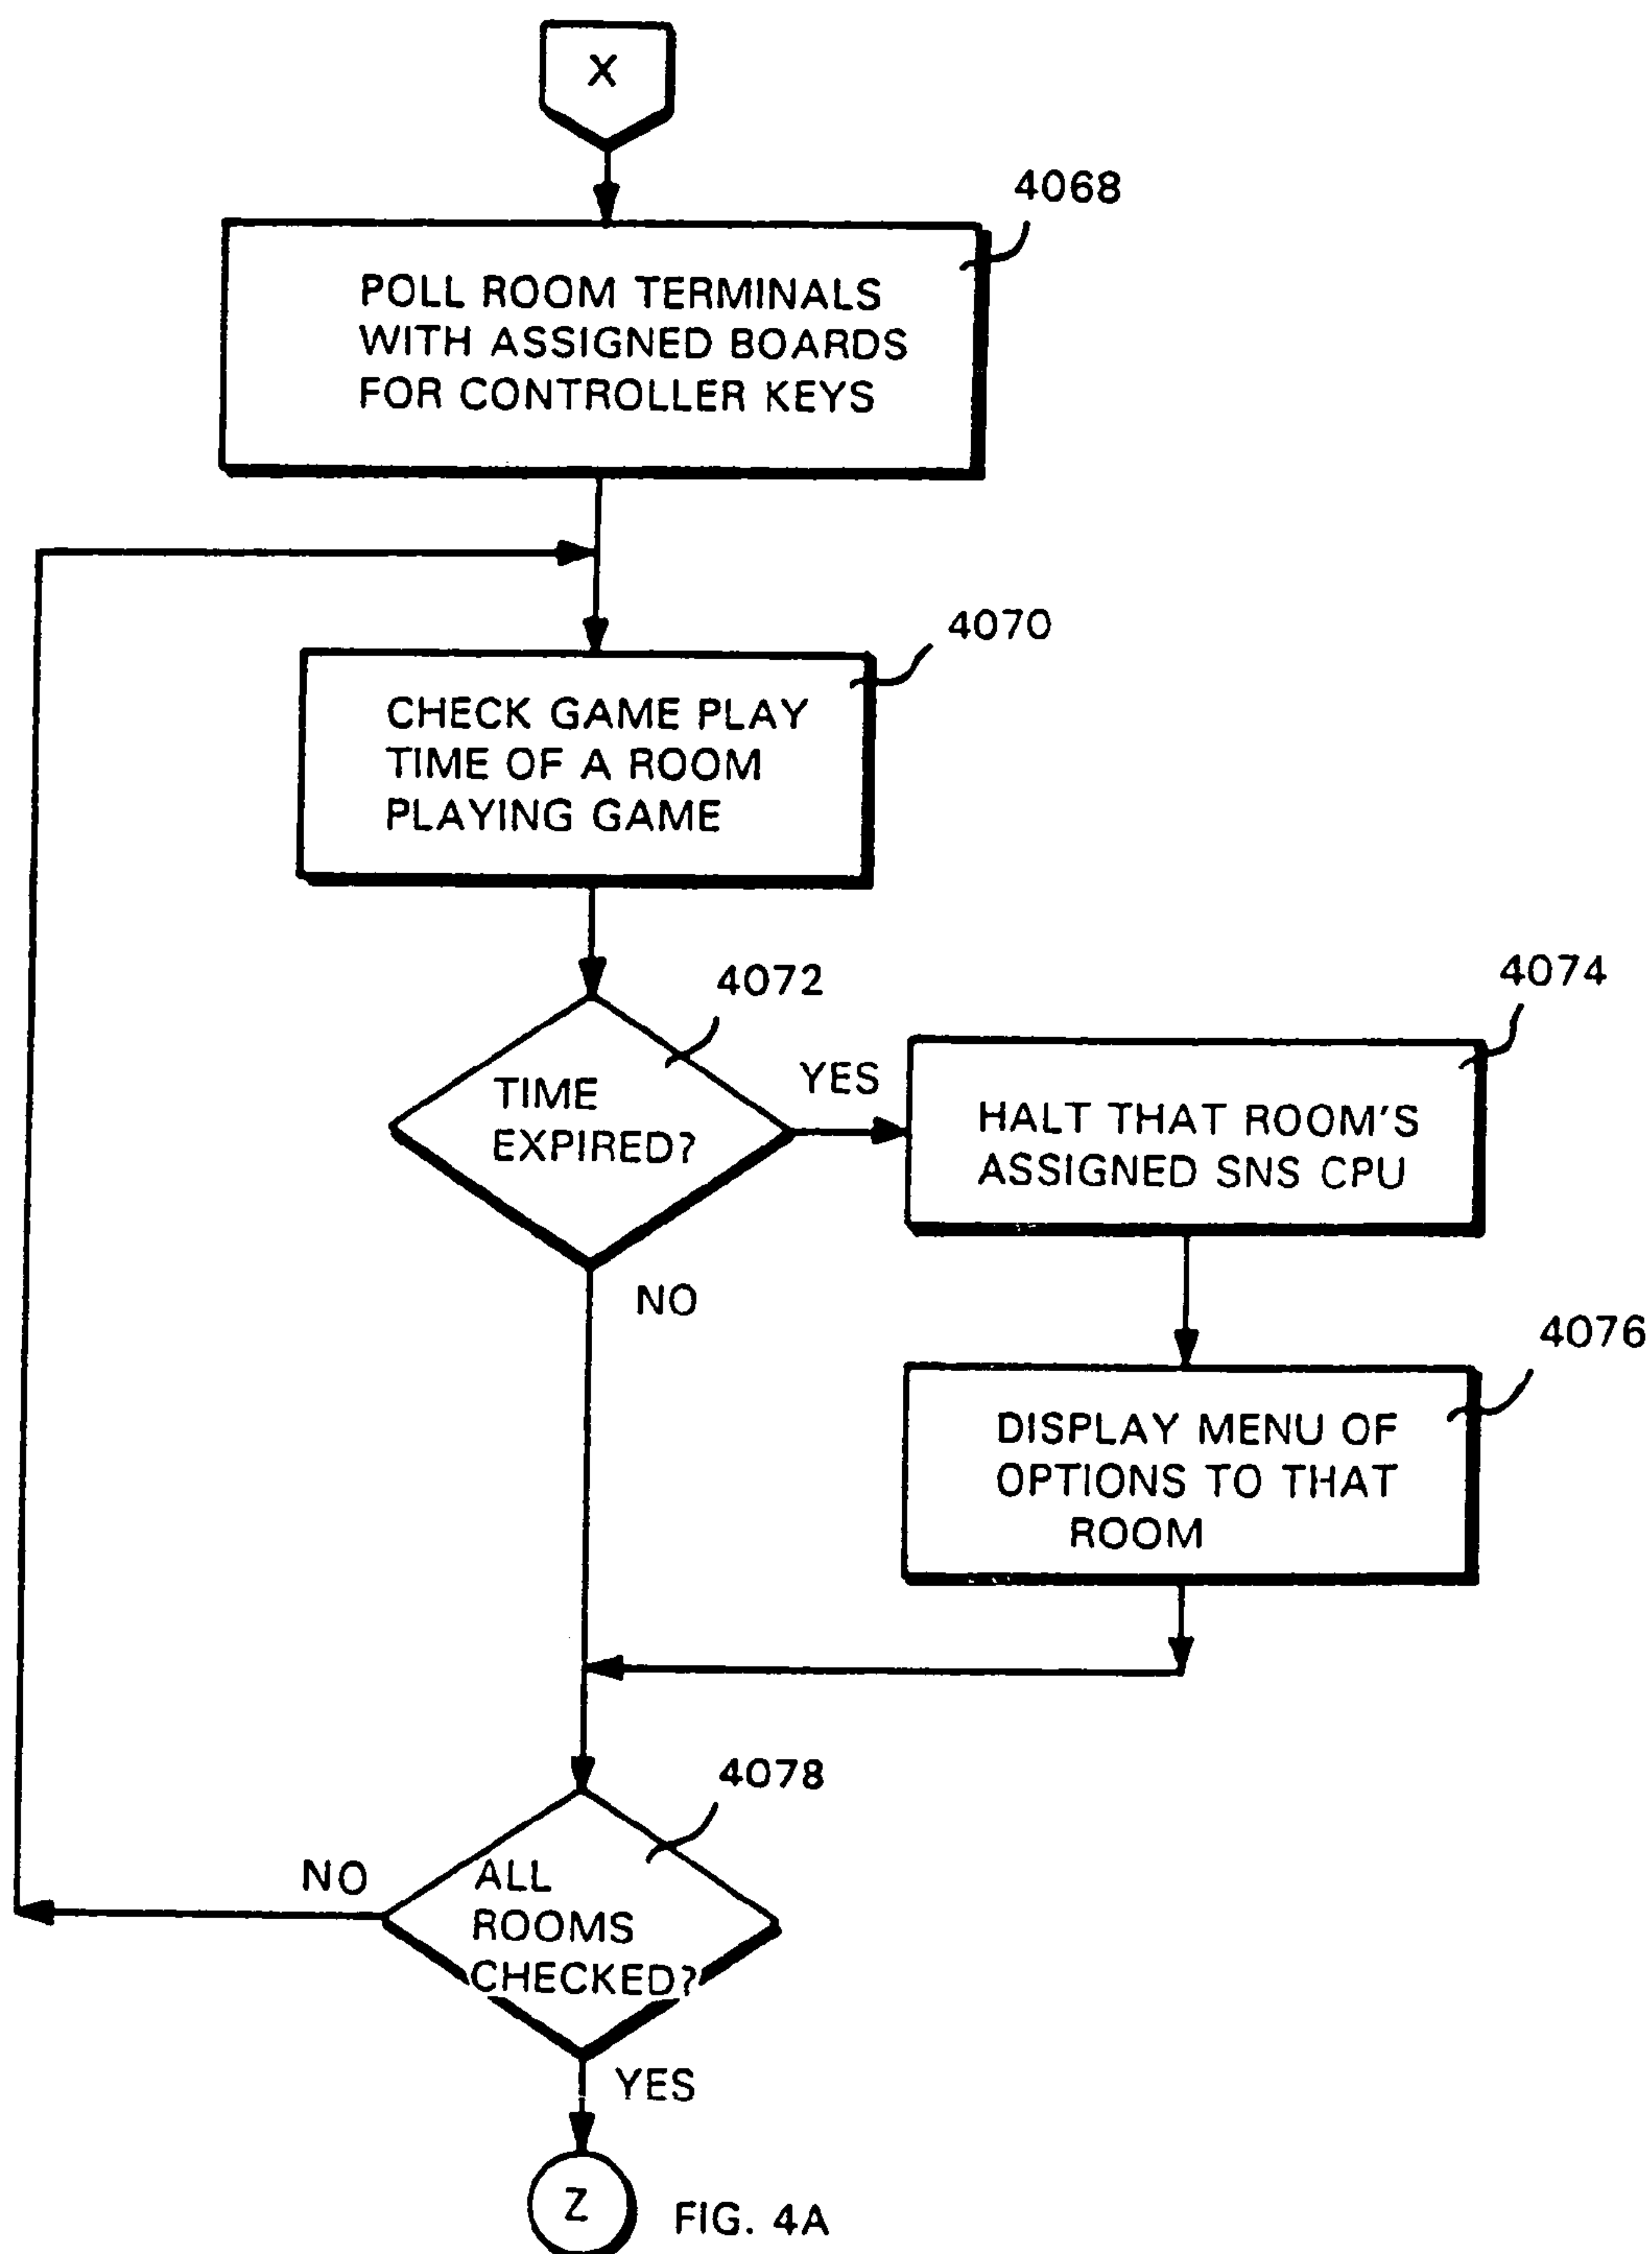 X
4068
POLL ROOM TERMINALS
WITH ASSIGNED BOARDS
FOR CONTROLLER KEYS
4070
CHECK GAME PLAY
TIME OF A ROOM
PLAYING GAME
4072
TIME
EXPIRED?
YES
NO
4074
HALT THAT ROOM'S
ASSIGNED SNS CPU
4076
DISPLAY MENU OF
OPTIONS TO THAT
ROOM
4078
ALL
ROOMS
CHECKED?
NO
YES
Z
FIG. 4A